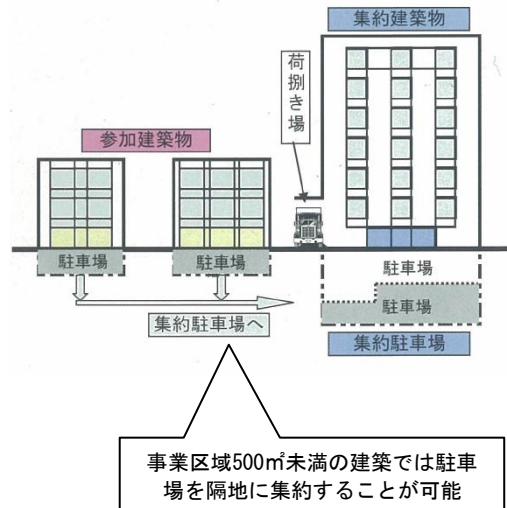 集約建築物
荷捌き場
参加建築物
駐車場
駐車場
駐車場
駐車場
集約駐車場へ
集約駐車場
事業区域500㎡未満の建築では駐車
場を隔地に集約することが可能